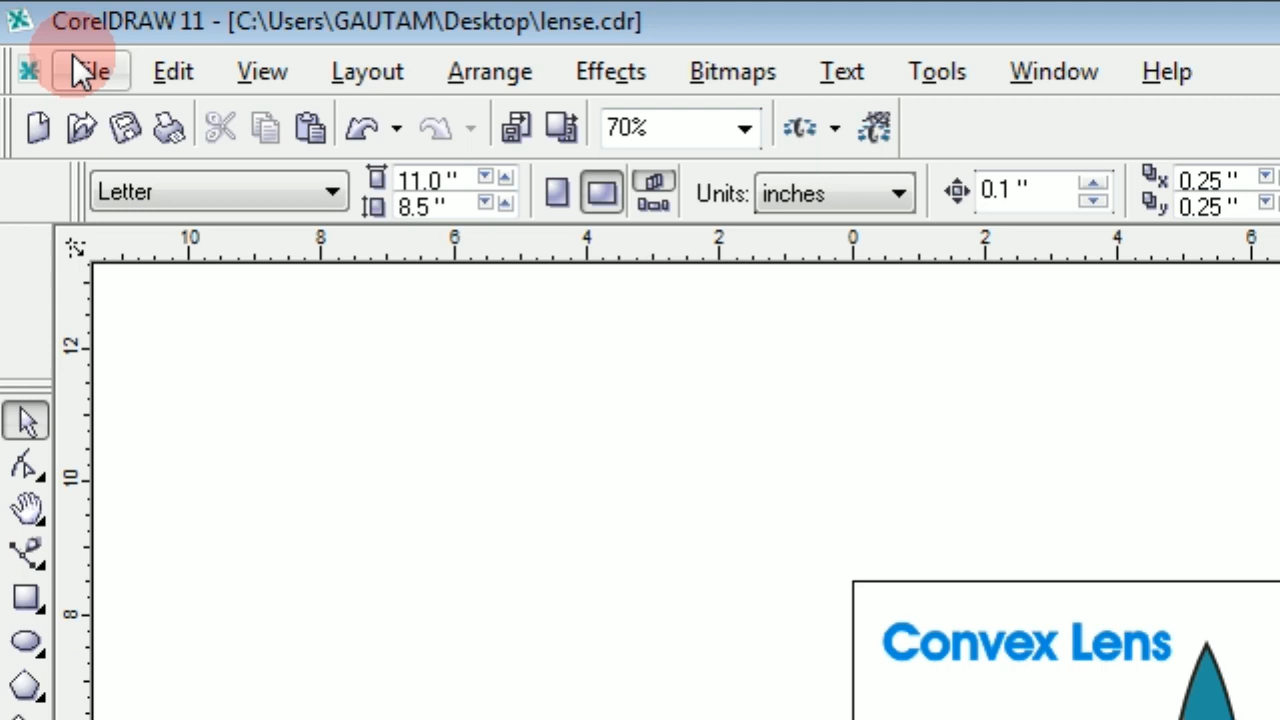 CorelDRAW 11 - [C:\Users\GAUTAM\Desktop\lense.cdr]
Edit View Layout Arrange Effects Bitmaps Text Tools Window Help
70%
Letter 11.0 " 8.5 " Units: inches 0.1 " x 0.25 " y 0.25 "
10 8 6 4 2 0 2 4 6
12
10
8
Convex Lens